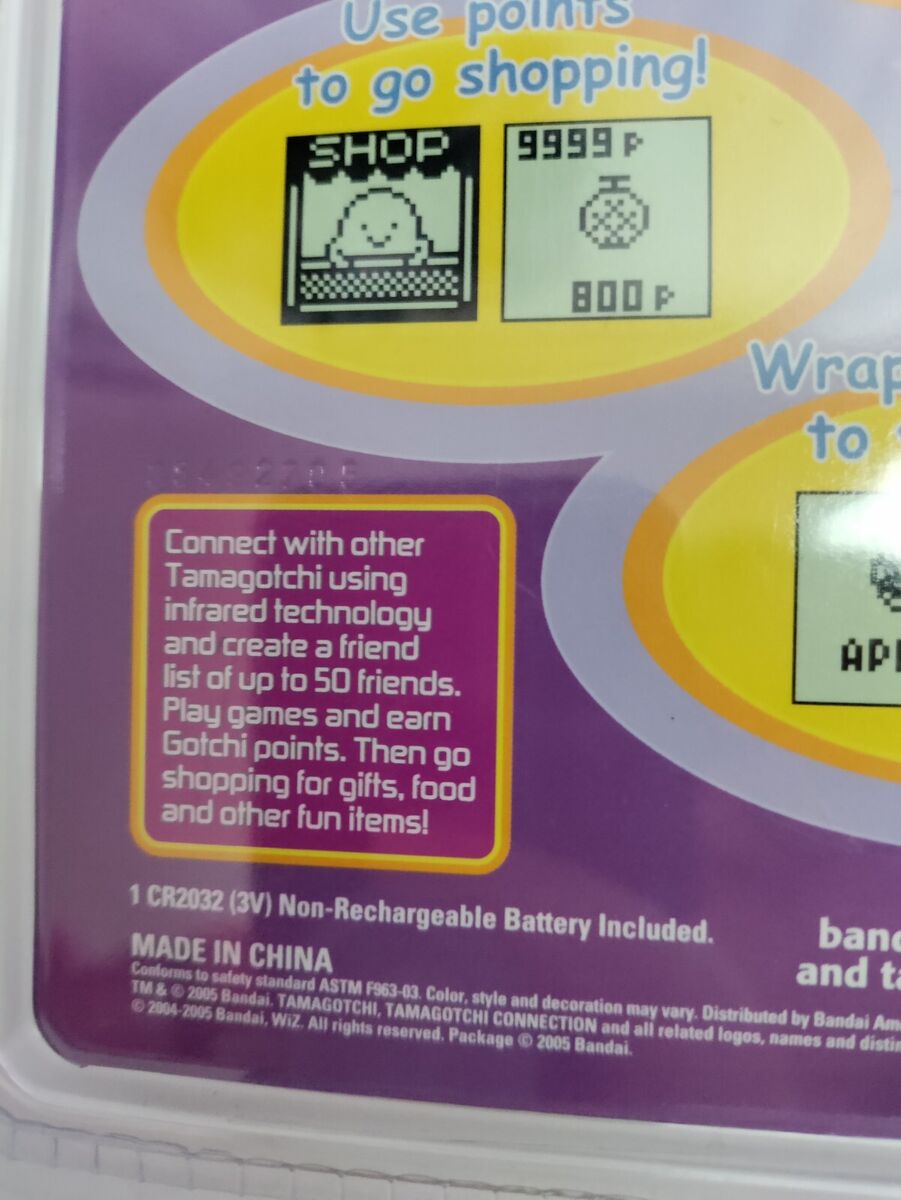 Use points
to go shopping!
SHOP
9999 P
800 P
Wrap
to
Connect with other
Tamagotchi using
infrared technology
and create a friend
list of up to 50 friends.
Play games and earn
Gotchi points. Then go
shopping for gifts, food
and other fun items!
1 CR2032 (3V) Non-Rechargeable Battery Included.
MADE IN CHINA
Conforms to safety standard ASTM F963-03. Color, style and decoration may vary. Distributed by Bandai Am
TM & © 2005 Bandai. TAMAGOTCHI, TAMAGOTCHI CONNECTION and all related logos, names and distin
© 2004-2005 Bandai, WiZ. All rights reserved. Package © 2005 Bandai.
and